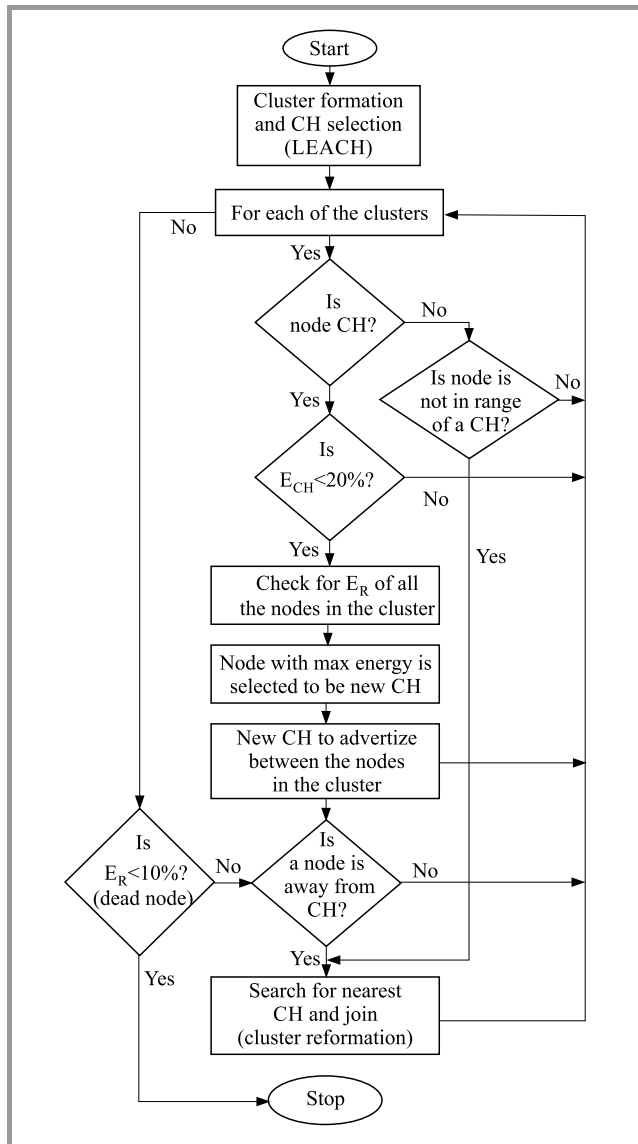 Start
Cluster formation
and CH selection
(LEACH)
For each of the clusters
No
Yes
Is
node CH?
No
Is node is
not in range
of a CH?
No
Yes
Is
E_CH<20%?
No
Yes
Yes
Check for E_R of all
the nodes in the cluster
Node with max energy is
selected to be new CH
New CH to advertize
between the nodes
in the cluster
Is
E_R<10%?
(dead node)
No
Is
a node is
away from
CH?
No
Yes
Yes
Search for nearest
CH and join
(cluster reformation)
Stop